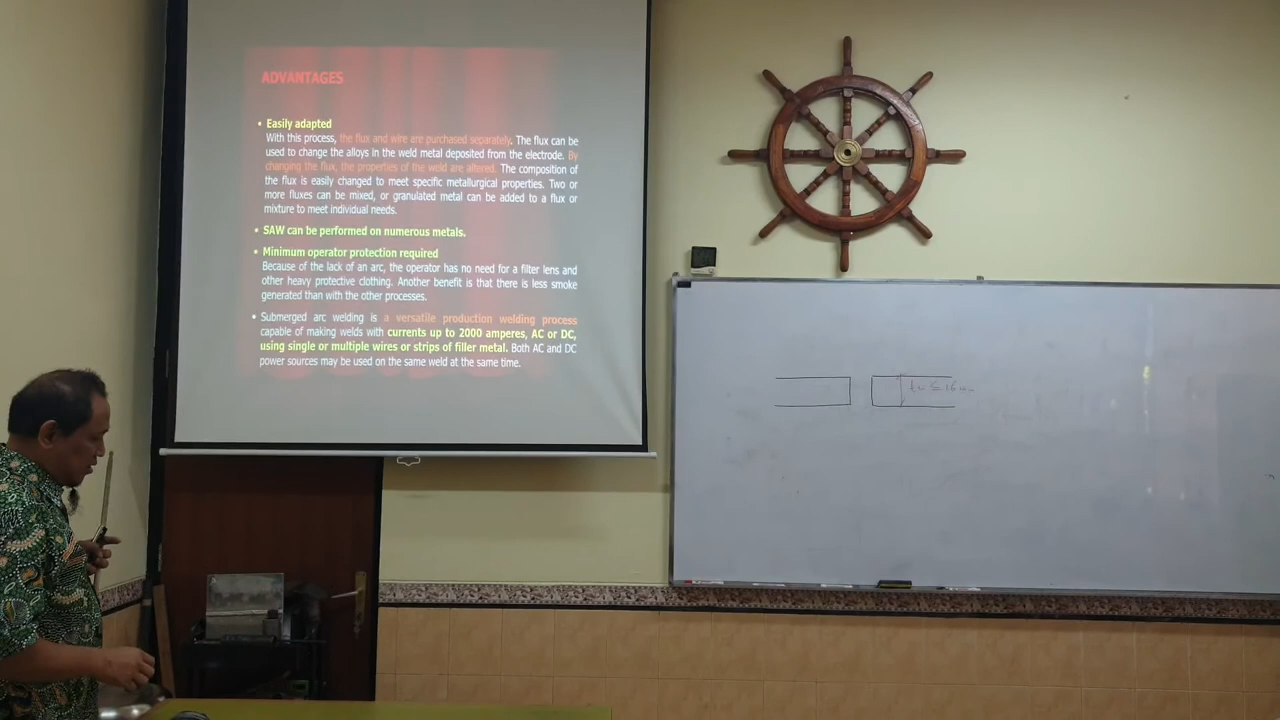 ADVANTAGES
• Easily adapted
With this process, the flux and wire are purchased separately. The flux can be
used to change the alloys in the weld metal deposited from the electrode. By
changing the flux, the properties of the weld are altered. The composition of
the flux is easily changed to meet specific metallurgical properties. Two or
more fluxes can be mixed, or granulated metal can be added to a flux or
mixture to meet individual needs.
• SAW can be performed on numerous metals.
• Minimum operator protection required
Because of the lack of an arc, the operator has no need for a filter lens and
other heavy protective clothing. Another benefit is that there is less smoke
generated than with the other processes.
• Submerged arc welding is a versatile production welding process
capable of making welds with currents up to 2000 amperes, AC or DC,
using single or multiple wires or strips of filler metal. Both AC and DC
power sources may be used on the same weld at the same time.